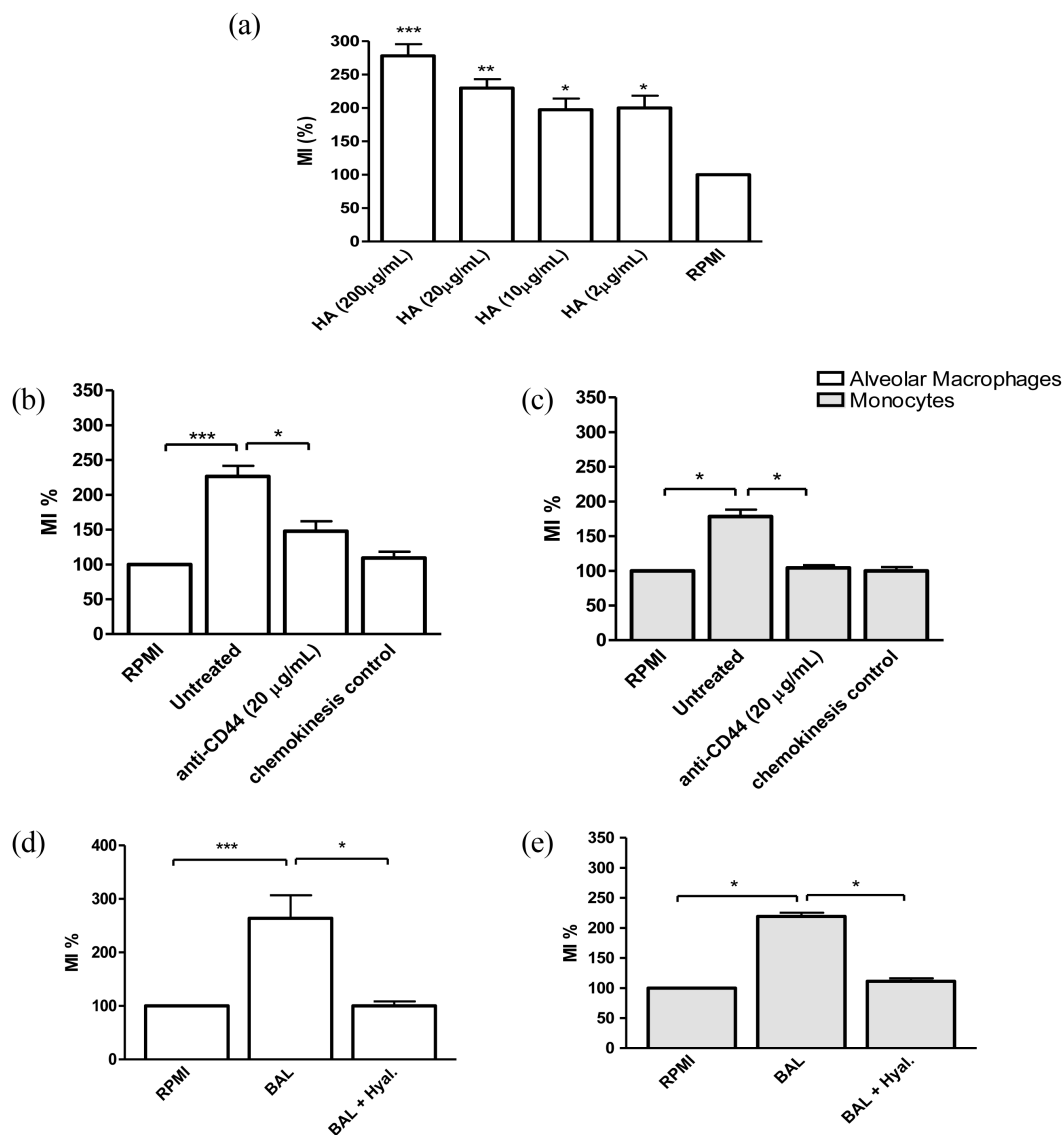 (a)
MI (%)
300
250
200
150
100
50
0
***
**
*
*
HA (200μg/mL)
HA (20μg/mL)
HA (10μg/mL)
HA (2μg/mL)
RPMI
Alveolar Macrophages
Monocytes
(b)
MI %
350
300
250
200
150
100
50
0
***
*
RPMI
Untreated
anti-CD44 (20 μg/mL)
chemokinesis control
(c)
MI %
350
300
250
200
150
100
50
0
*
*
RPMI
Untreated
anti-CD44 (20 μg/mL)
chemokinesis control
(d)
MI %
400
300
200
100
0
***
*
RPMI
BAL
BAL + Hyal.
(e)
MI %
350
300
250
200
150
100
50
0
*
*
RPMI
BAL
BAL + Hyal.